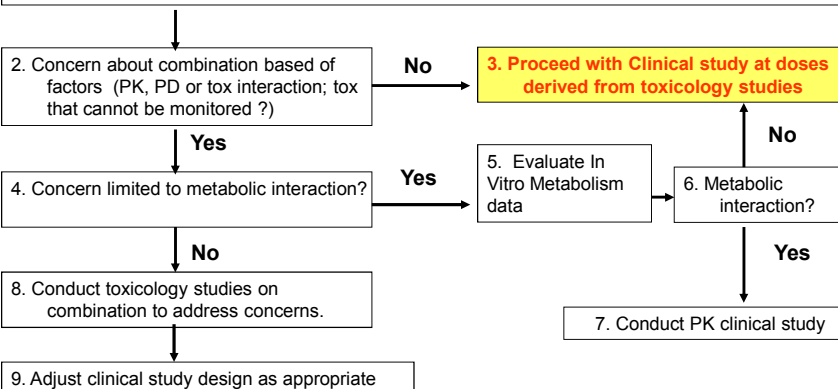 2. Concern about combination based of
factors (PK, PD or tox interaction; tox
that cannot be monitored ?)
No
3. Proceed with Clinical study at doses
derived from toxicology studies
Yes
No
4. Concern limited to metabolic interaction?
Yes
5. Evaluate In
Vitro Metabolism
data
6. Metabolic
interaction?
No
Yes
8. Conduct toxicology studies on
combination to address concerns.
7. Conduct PK clinical study
9. Adjust clinical study design as appropriate